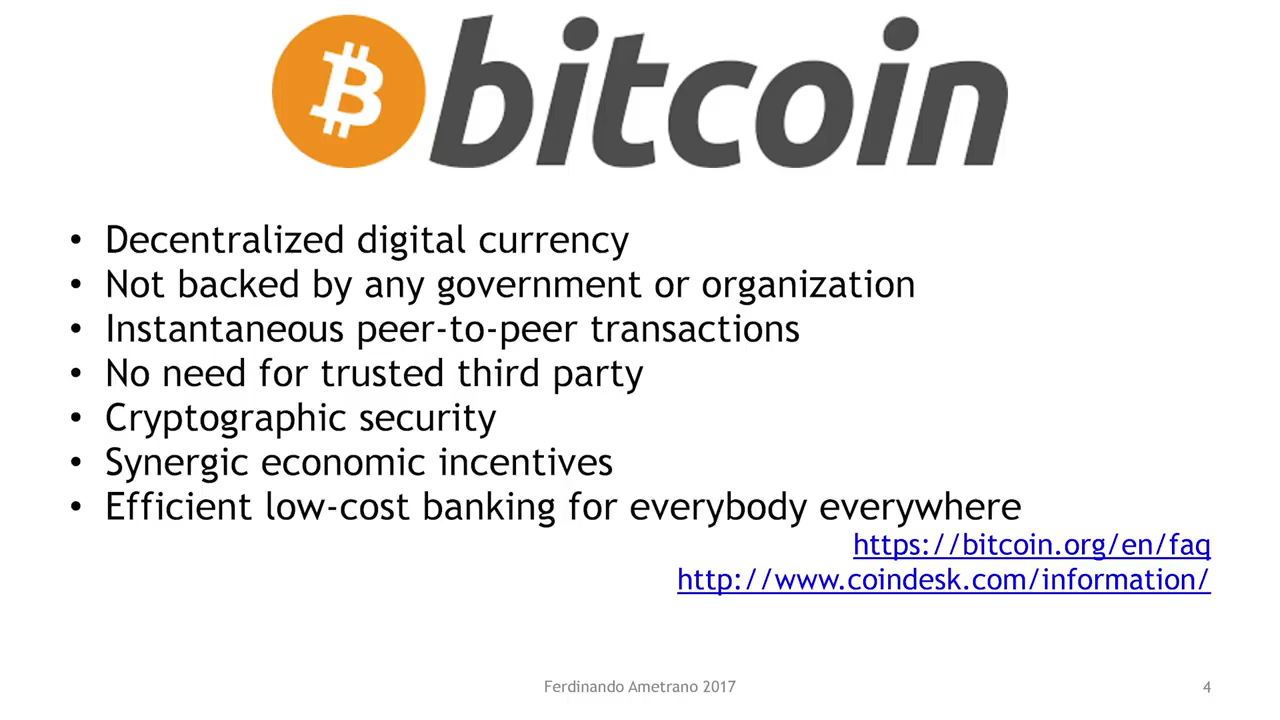 bitcoin
• Decentralized digital currency
• Not backed by any government or organization
• Instantaneous peer-to-peer transactions
• No need for trusted third party
• Cryptographic security
• Synergic economic incentives
• Efficient low-cost banking for everybody everywhere
https://bitcoin.org/en/faq
http://www.coindesk.com/information/
Ferdinando Ametrano 2017
4